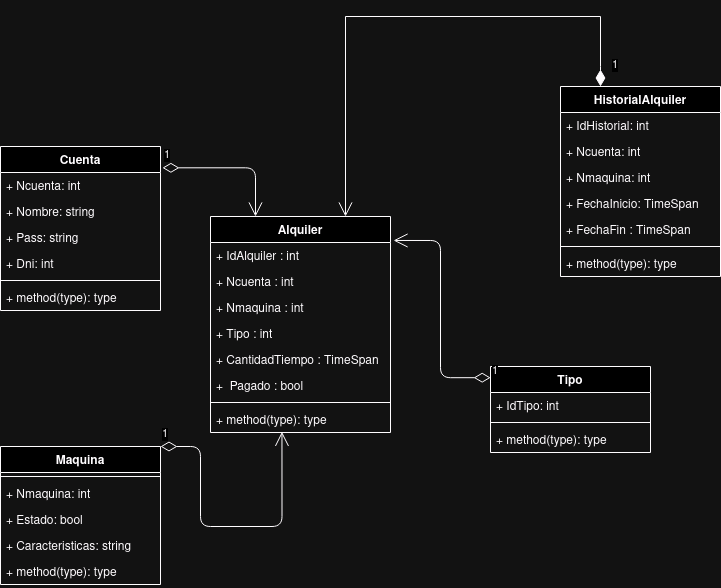 1
HistorialAlquiler
+ IdHistorial: int
+ Ncuenta: int
+ Nmaquina: int
+ FechaInicio: TimeSpan
+ FechaFin : TimeSpan
+ method(type): type
1
Cuenta
+ Ncuenta: int
+ Nombre: string
+ Pass: string
+ Dni: int
+ method(type): type
Alquiler
+ IdAlquiler : int
+ Ncuenta : int
+ Nmaquina : int
+ Tipo : int
+ CantidadTiempo : TimeSpan
+ Pagado : bool
+ method(type): type
1
Tipo
+ IdTipo: int
+ method(type): type
1
Maquina
+ Nmaquina: int
+ Estado: bool
+ Caracteristicas: string
+ method(type): type